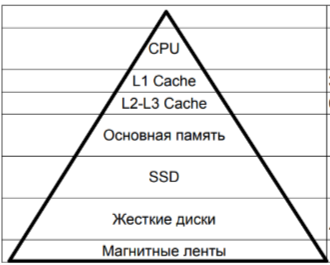 CPU
L1 Cache
L2-L3 Cache
Основная память
SSD
Жесткие диски
Магнитные ленты